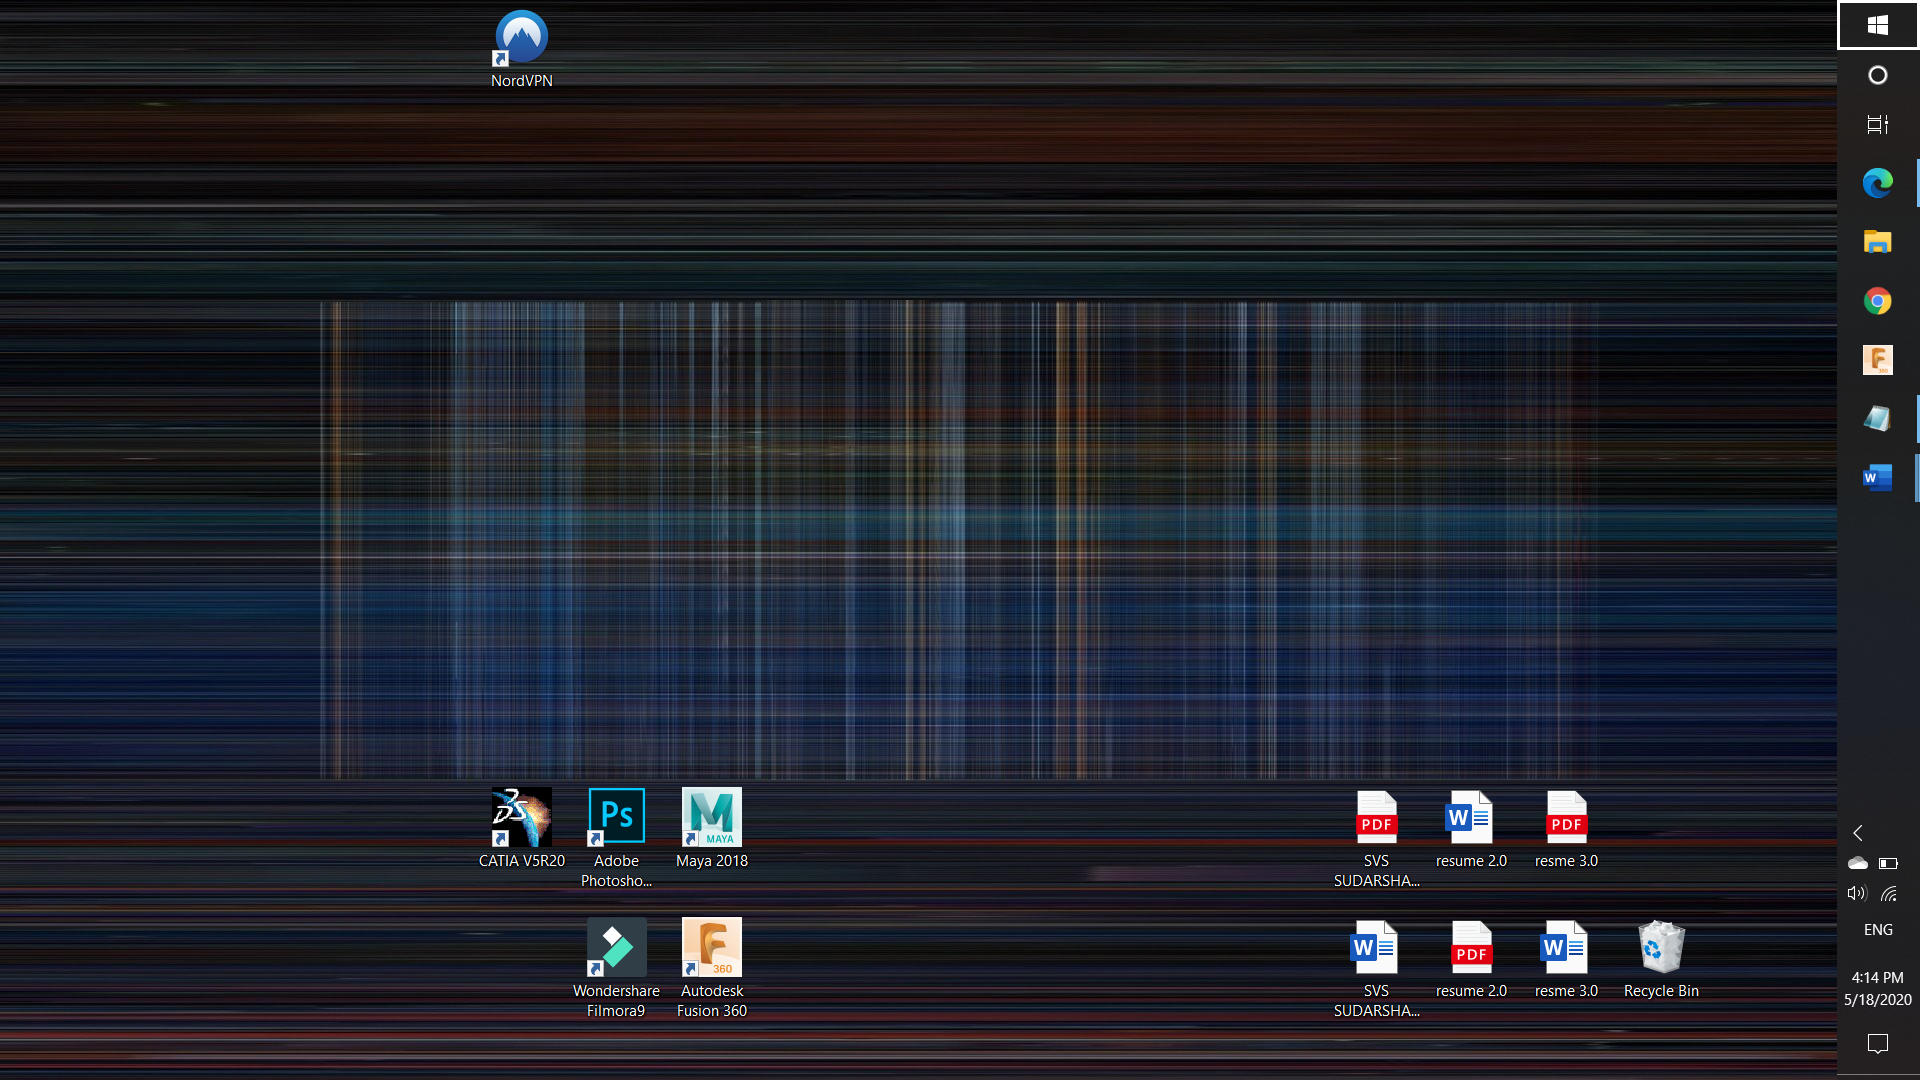 NordVPN
CATIA V5R20
Ps
Adobe
Photosho...
M
MAYA
Maya 2018
PDF
SVS
SUDARSHA...
W
resume 2.0
PDF
resme 3.0
Wondershare
Filmora9
F
360
Autodesk
Fusion 360
W
SVS
SUDARSHA...
PDF
resume 2.0
W
resme 3.0
Recycle Bin
F
360
W
ENG
4:14 PM
5/18/2020